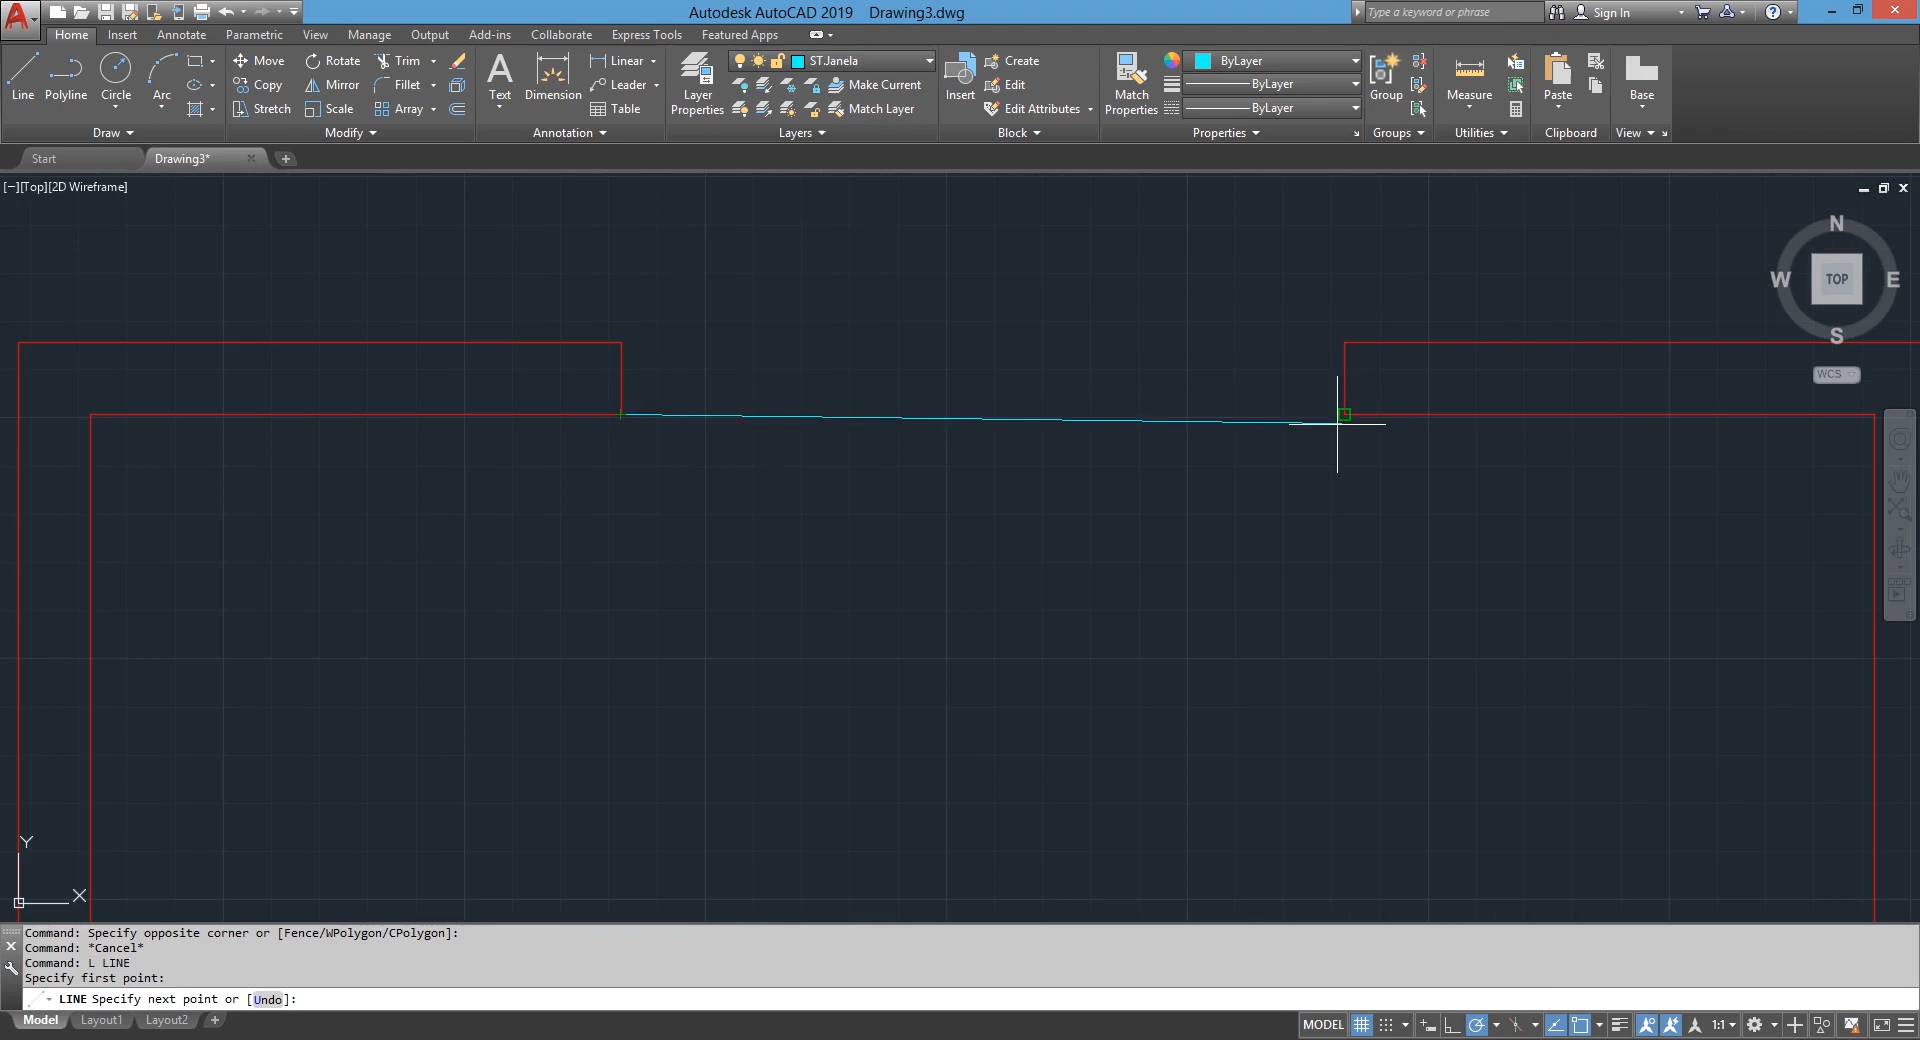 Autodesk AutoCAD 2019 Drawing3.dwg
Type a keyword or phrase
Sign In
Home Insert Annotate Parametric View Manage Output Add-ins Collaborate Express Tools Featured Apps
Line Polyline Circle Arc
Move Rotate Trim
Copy Mirror Fillet
Stretch Scale Array
Text Dimension
Linear
Leader
Table
Layer Properties
ST.Janela
Make Current
Match Layer
Insert
Create
Edit
Edit Attributes
Match Properties
ByLayer
ByLayer
ByLayer
Group
Measure
Paste
Base
Draw Modify Annotation Layers Block Properties Groups Utilities Clipboard View
Start Drawing3*
[−][Top][2D Wireframe]
N
W TOP E
S
WCS
Y
X
Command: Specify opposite corner or [Fence/WPolygon/CPolygon]:
Command: *Cancel*
Command: L LINE
Specify first point:
LINE Specify next point or [Undo]:
Model Layout1 Layout2
MODEL 1:1